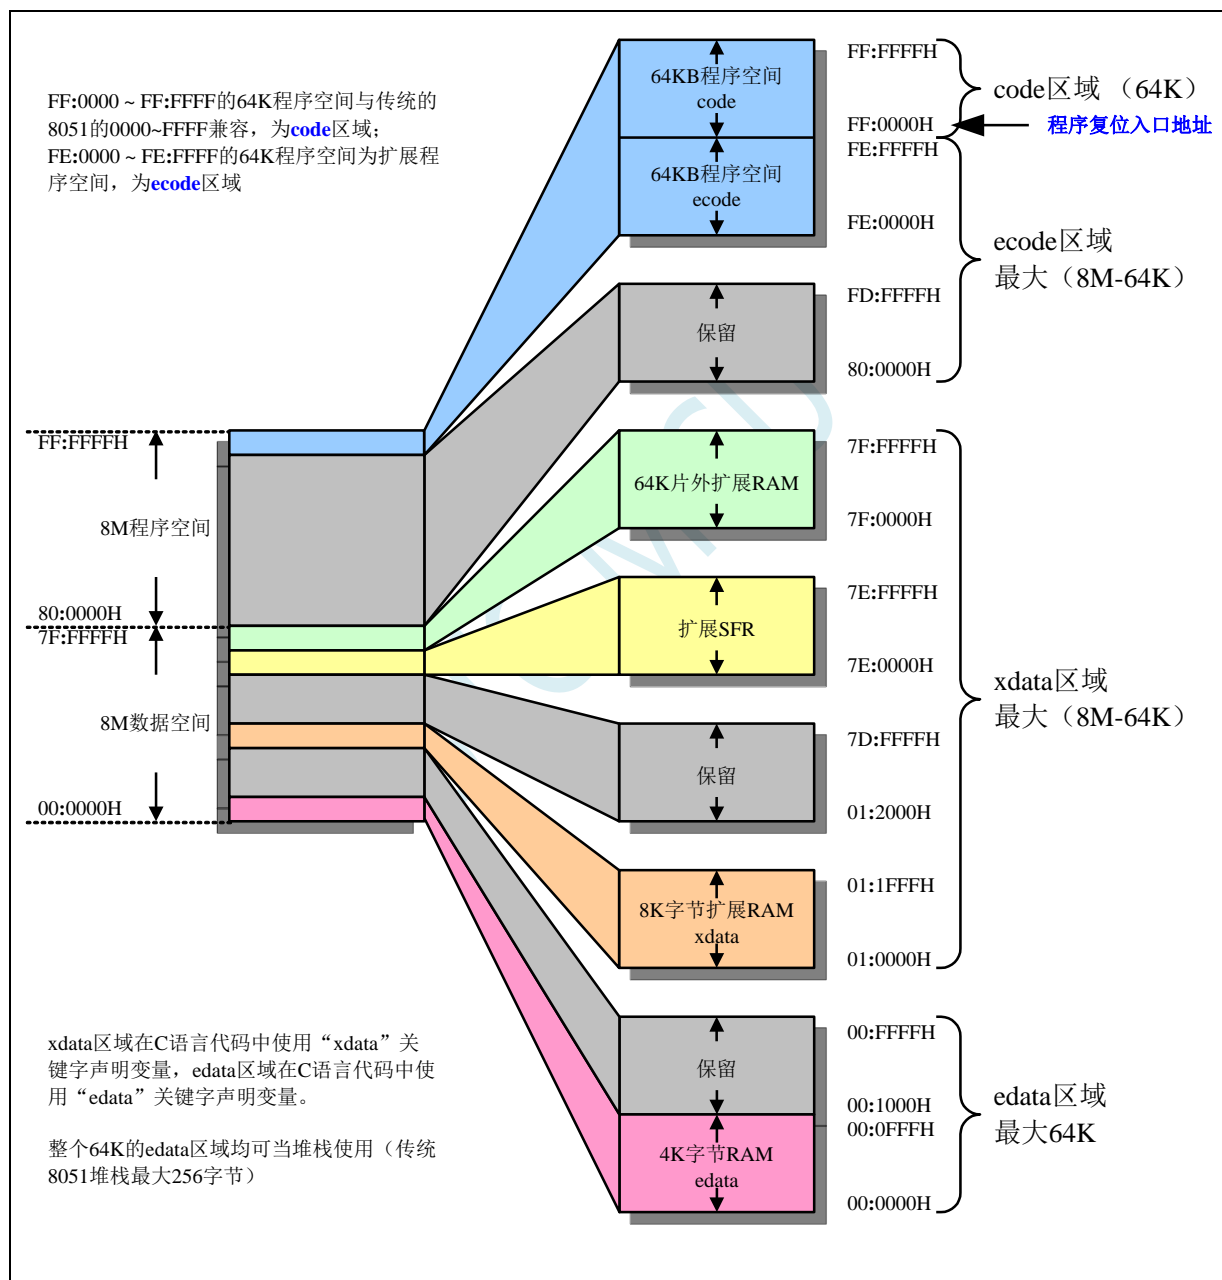 FF:0000 ~ FF:FFFF的64K程序空间与传统的
8051的0000~FFFF兼容，为code区域；
FE:0000 ~ FE:FFFF的64K程序空间为扩展程
序空间，为ecode区域
64KB程序空间
code
64KB程序空间
ecode
FF:FFFFH
FF:0000H
FE:FFFFH
FE:0000H
code区域 （64K）
程序复位入口地址
ecode区域
最大（8M-64K）
保留
FD:FFFFH
80:0000H
FF:FFFFH
8M程序空间
80:0000H
7F:FFFFH
8M数据空间
00:0000H
64K片外扩展RAM
7F:FFFFH
7F:0000H
扩展SFR
7E:FFFFH
7E:0000H
xdata区域
最大（8M-64K）
保留
7D:FFFFH
01:2000H
8K字节扩展RAM
xdata
01:1FFFH
01:0000H
保留
00:FFFFH
00:1000H
00:0FFFH
4K字节RAM
edata
00:0000H
edata区域
最大64K
xdata区域在C语言代码中使用“xdata”关
键字声明变量，edata区域在C语言代码中使
用“edata”关键字声明变量。
整个64K的edata区域均可当堆栈使用（传统
8051堆栈最大256字节）